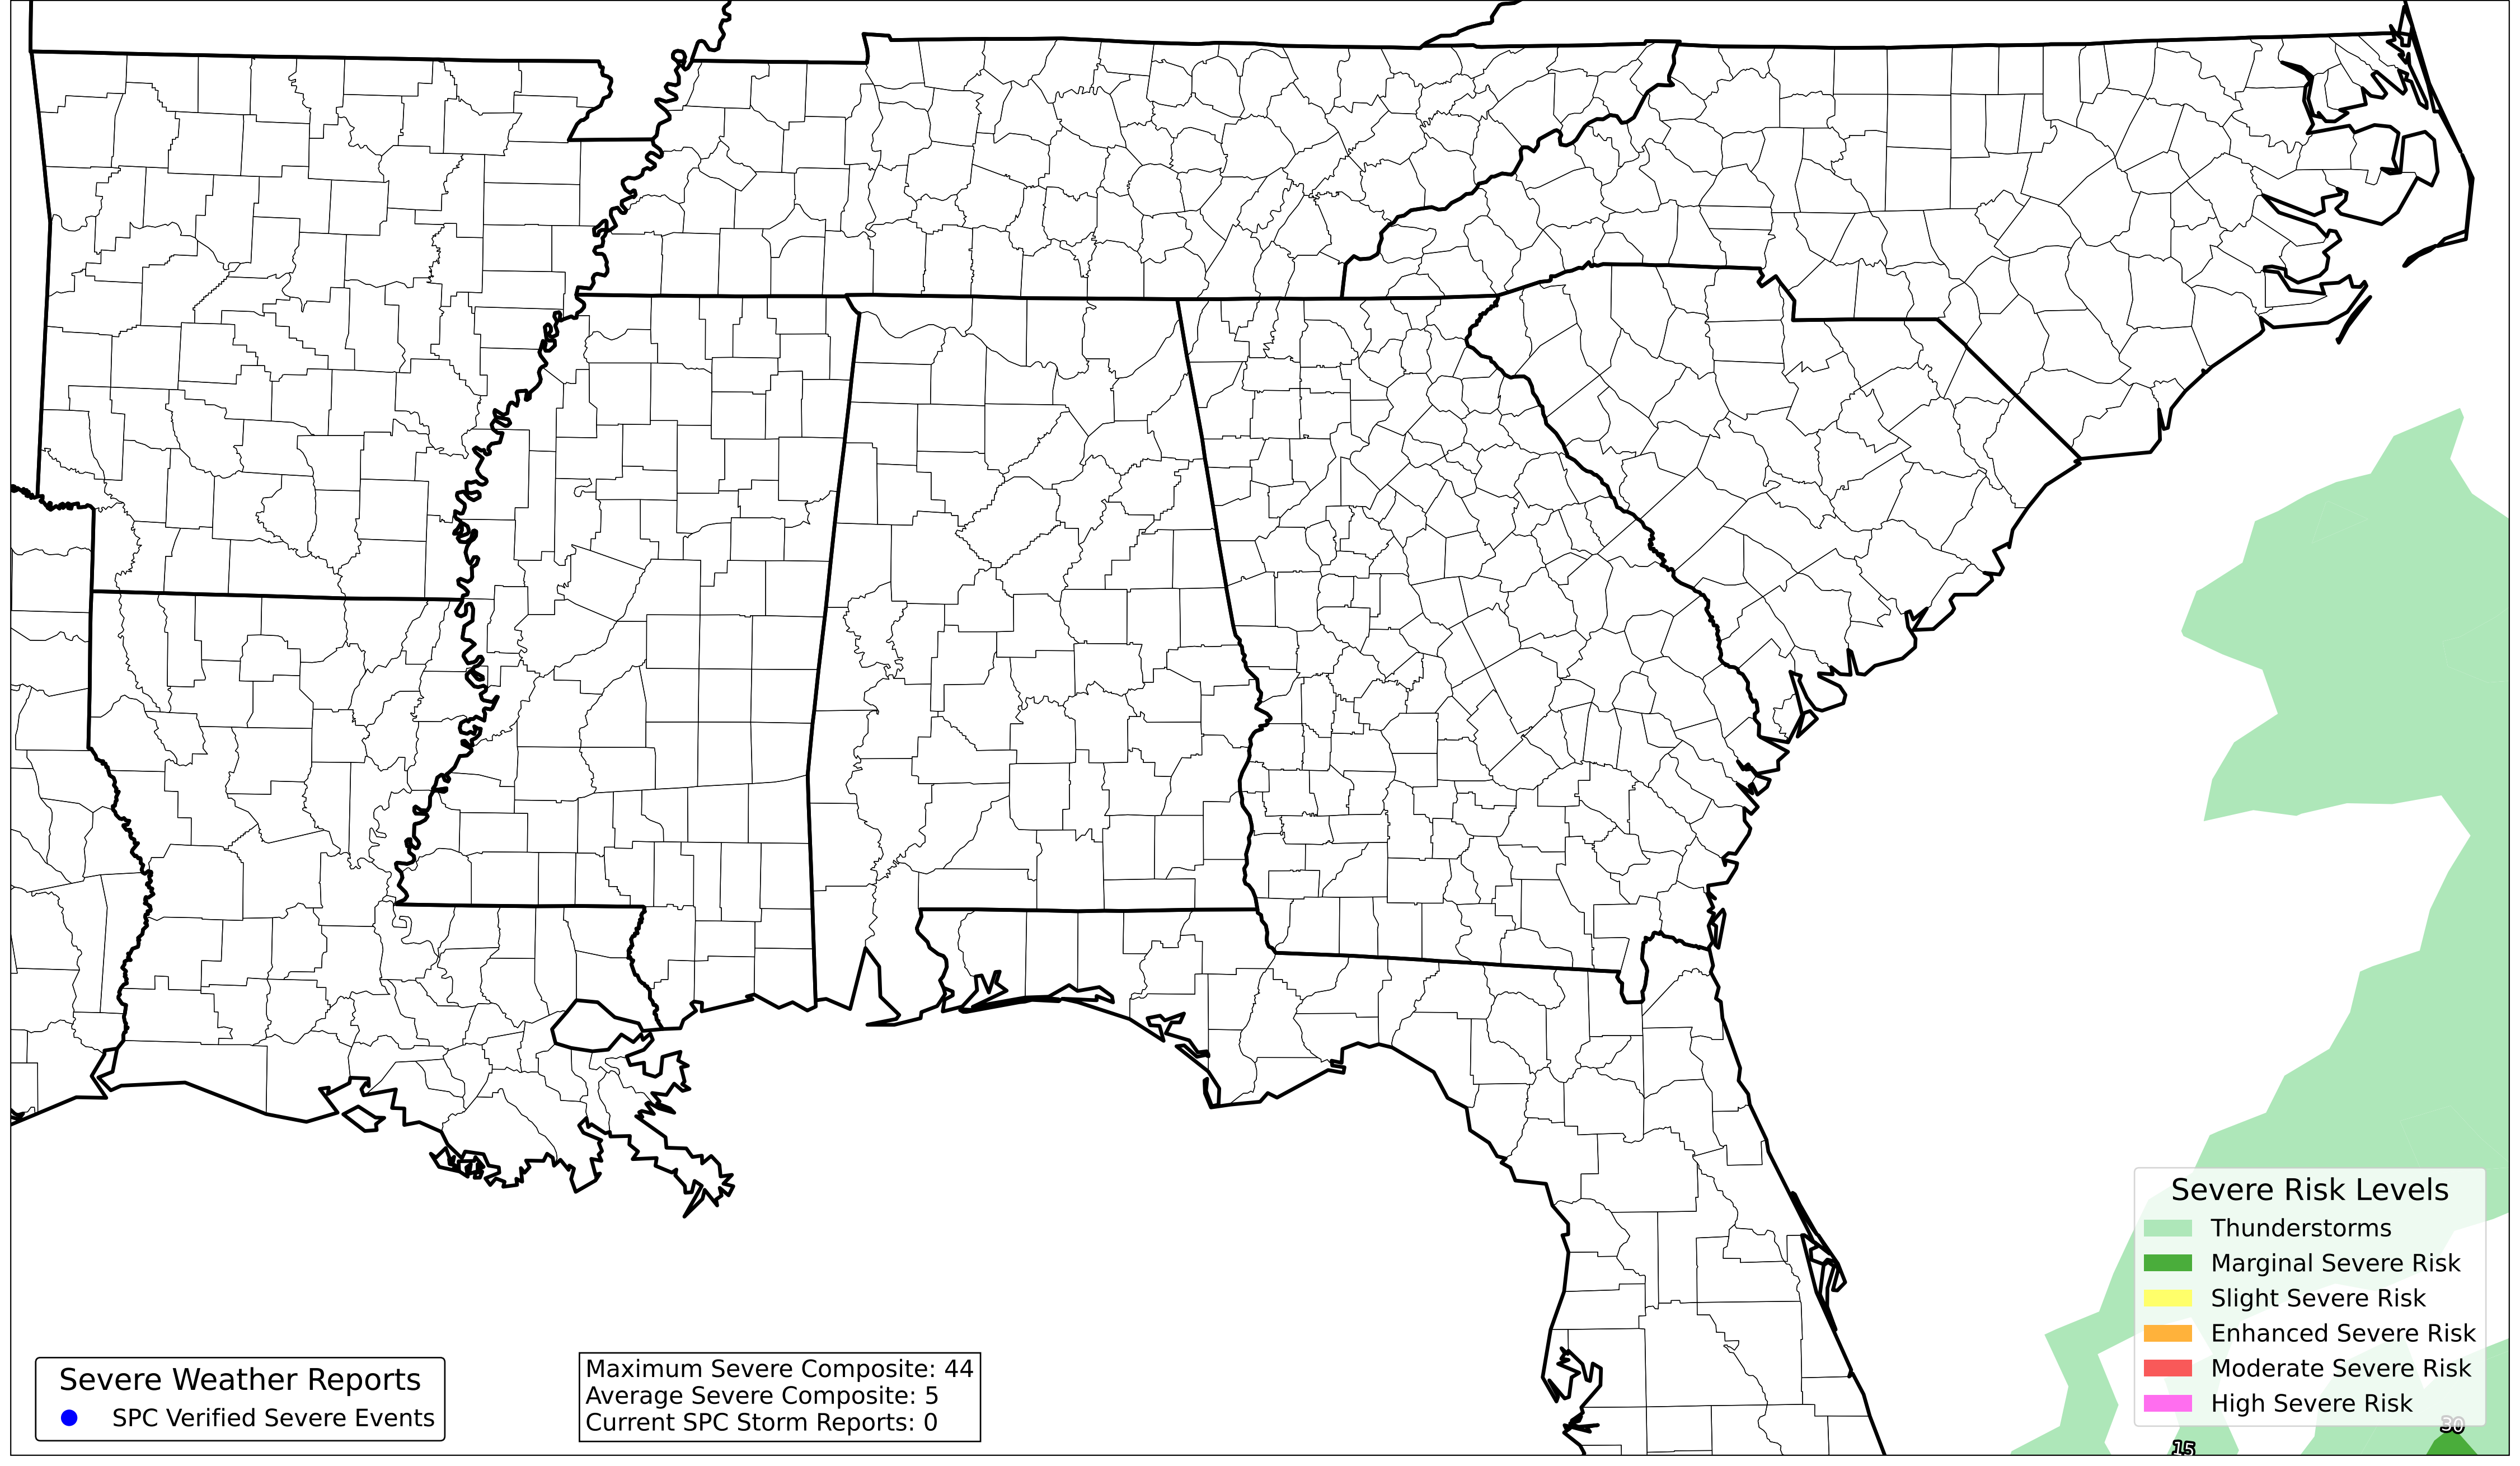 Severe Risk Levels
Thunderstorms
Marginal Severe Risk
Slight Severe Risk
Enhanced Severe Risk
Moderate Severe Risk
High Severe Risk
Severe Weather Reports
SPC Verified Severe Events
Maximum Severe Composite: 44
Average Severe Composite: 5
Current SPC Storm Reports: 0
30
15